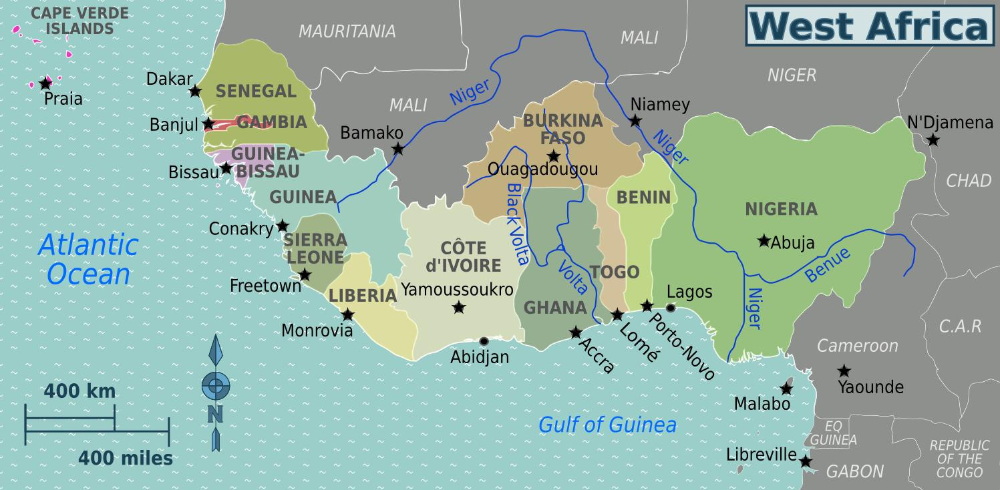 CAPE VERDE
ISLANDS
West Africa
MAURITANIA
MALI
NIGER
Dakar
SENEGAL
Niger
Praia
MALI
Niamey
Banjul
GAMBIA
BURKINA
FASO
N'Djamena
Bamako
Niger
GUINEA-
BISSAU
Bissau
Ouagadougou
CHAD
GUINEA
Black Volta
BENIN
NIGERIA
Conakry
SIERRA
LEONE
Abuja
Atlantic
Ocean
CÔTE
d'IVOIRE
Benue
Volta
TOGO
Freetown
LIBERIA
Yamoussoukro
Lagos
GHANA
Niger
Monrovia
C.A.R
Abidjan
Accra
Lomé
Porto-Novo
Cameroon
Yaounde
400 km
Malabo
N
Gulf of Guinea
EQ
GUINEA
400 miles
Libreville
GABON
REPUBLIC
OF THE
CONGO